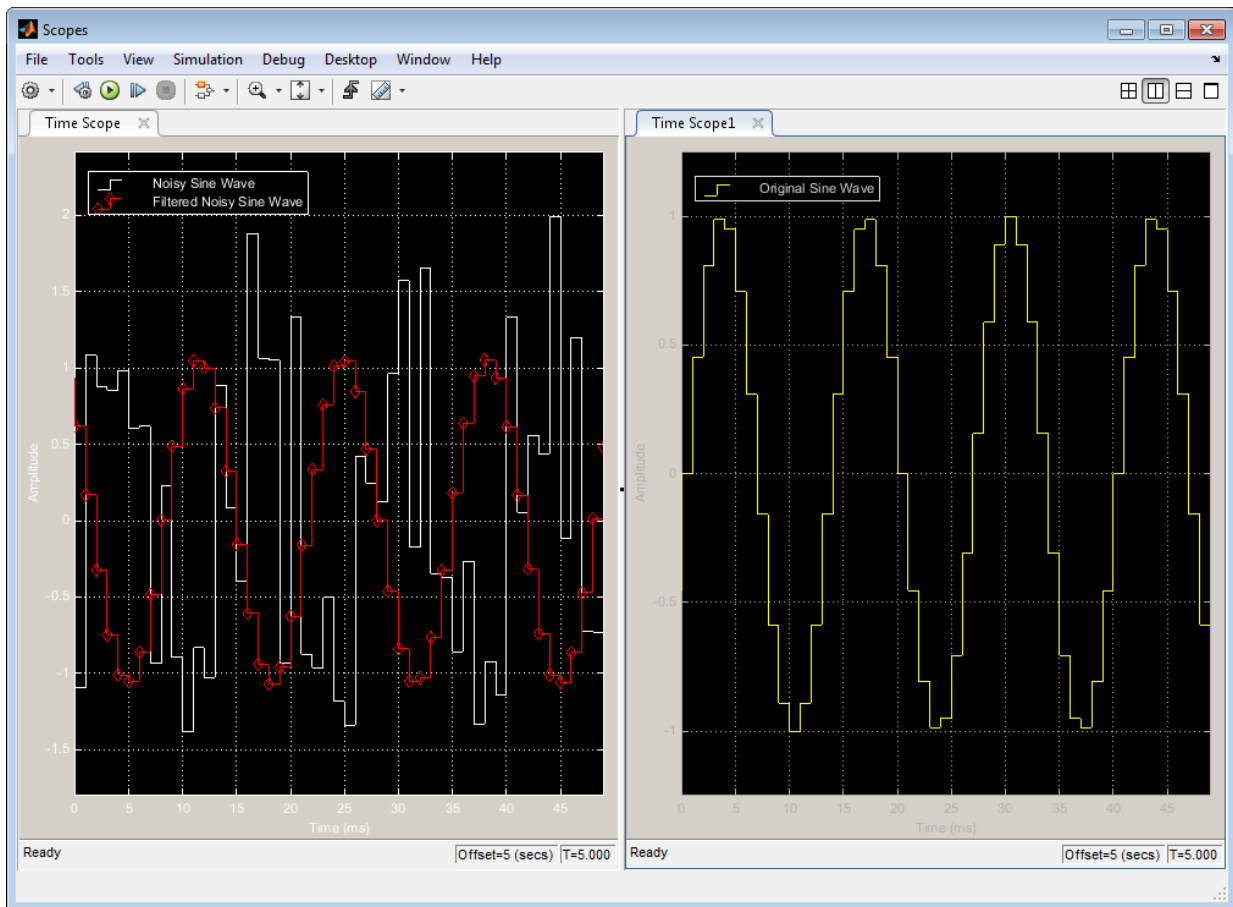 Scopes
File Tools View Simulation Debug Desktop Window Help
Time Scope
Noisy Sine Wave
Filtered Noisy Sine Wave
2
1.5
1
0.5
0
-0.5
-1
-1.5
Amplitude
0 5 10 15 20 25 30 35 40 45
Time (ms)
Ready Offset=5 (secs) T=5.000
Time Scope1
Original Sine Wave
1
0.5
0
-0.5
-1
Amplitude
0 5 10 15 20 25 30 35 40 45
Time (ms)
Ready Offset=5 (secs) T=5.000